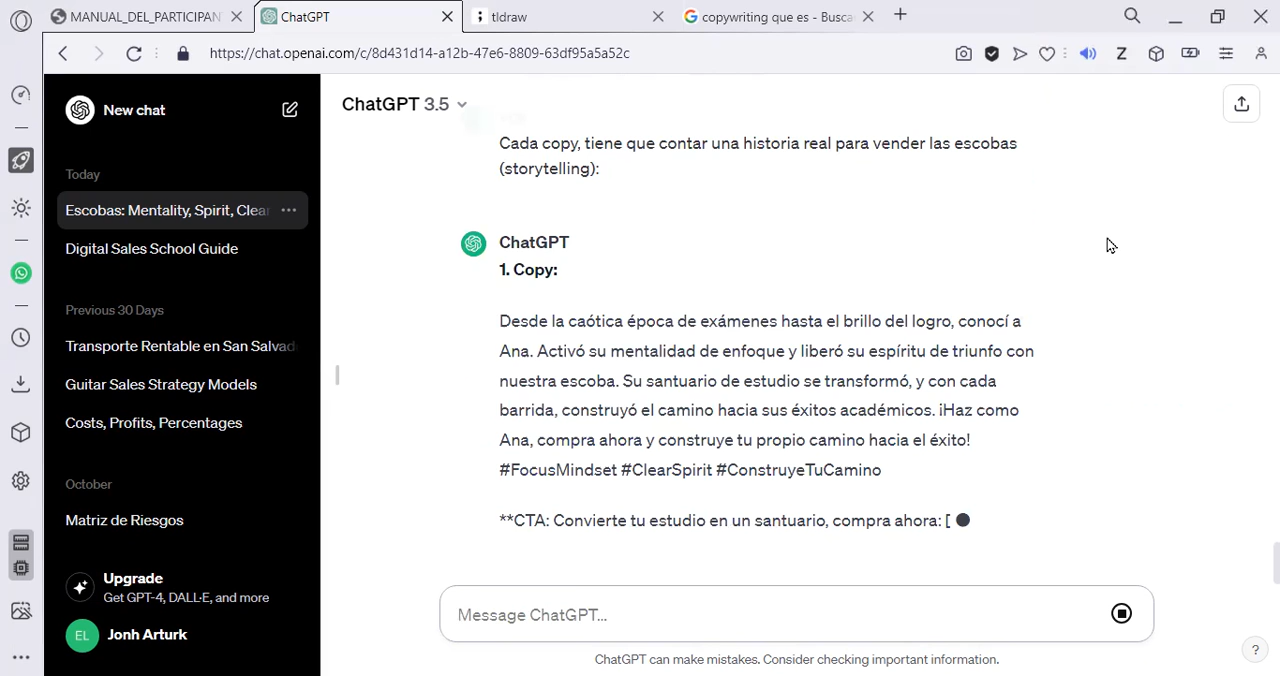 MANUAL_DEL_PARTICIPAN
ChatGPT
tldraw
copywriting que es - Busca
https://chat.openai.com/c/8d431d14-a12b-47e6-8809-63df95a5a52c
Z
New chat
Today
Escobas: Mentality, Spirit, Clear
Digital Sales School Guide
Previous 30 Days
Transporte Rentable en San Salvad
Guitar Sales Strategy Models
Costs, Profits, Percentages
October
Matriz de Riesgos
Upgrade
Get GPT-4, DALL·E, and more
EL
Jonh Arturk
ChatGPT 3.5
Cada copy, tiene que contar una historia real para vender las escobas
(storytelling):
ChatGPT
1. Copy:
Desde la caótica época de exámenes hasta el brillo del logro, conocí a
Ana. Activó su mentalidad de enfoque y liberó su espíritu de triunfo con
nuestra escoba. Su santuario de estudio se transformó, y con cada
barrida, construyó el camino hacia sus éxitos académicos. ¡Haz como
Ana, compra ahora y construye tu propio camino hacia el éxito!
#FocusMindset #ClearSpirit #ConstruyeTuCamino
**CTA: Convierte tu estudio en un santuario, compra ahora: [
Message ChatGPT...
ChatGPT can make mistakes. Consider checking important information.
?